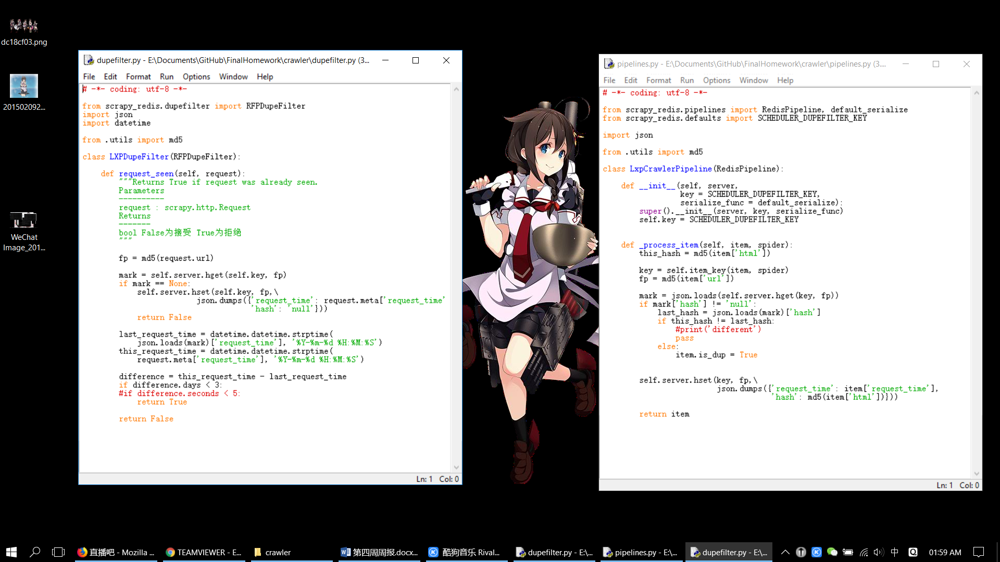 dc18cf03.png
201502092...
WeChat
Image_201...
dupefilter.py - E:\Documents\GitHub\FinalHomework\crawler\dupefilter.py (3...
File Edit Format Run Options Window Help
# -*- coding: utf-8 -*-
from scrapy_redis.dupefilter import RFPDupeFilter
import json
import datetime
from .utils import md5
class LXPDupeFilter(RFPDupeFilter):
def request_seen(self, request):
"""Returns True if request was already seen.
Parameters
----------
request : scrapy.http.Request
Returns
-------
bool False为接受 True为拒绝
"""
fp = md5(request.url)
mark = self.server.hget(self.key, fp)
if mark == None:
self.server.hset(self.key, fp,\
json.dumps({'request_time': request.meta['request_time'
'hash': 'null'}))
return False
last_request_time = datetime.datetime.strptime(
json.loads(mark)['request_time'], '%Y-%m-%d %H:%M:%S')
this_request_time = datetime.datetime.strptime(
request.meta['request_time'], '%Y-%m-%d %H:%M:%S')
difference = this_request_time - last_request_time
if difference.days < 3:
#if difference.seconds < 5:
return True
return False
Ln: 1 Col: 0
pipelines.py - E:\Documents\GitHub\FinalHomework\crawler\pipelines.py (3....
File Edit Format Run Options Window Help
# -*- coding: utf-8 -*-
from scrapy_redis.pipelines import RedisPipeline, default_serialize
from scrapy_redis.defaults import SCHEDULER_DUPEFILTER_KEY
import json
from .utils import md5
class LxpCrawlerPipeline(RedisPipeline):
def __init__(self, server,
key = SCHEDULER_DUPEFILTER_KEY,
serialize_func = default_serialize):
super().__init__(server, key, serialize_func)
self.key = SCHEDULER_DUPEFILTER_KEY
def _process_item(self, item, spider):
this_hash = md5(item['html'])
key = self.item_key(item, spider)
fp = md5(item['url'])
mark = json.loads(self.server.hget(key, fp))
if mark['hash'] != 'null':
last_hash = json.loads(mark)['hash']
if this_hash != last_hash:
#print('different')
pass
else:
item.is_dup = True
self.server.hset(key, fp,\
json.dumps({'request_time': item['request_time'],
'hash': md5(item['html'])}))
return item
Ln: 1 Col: 0
直播吧 - Mozilla ...
TEAMVIEWER - E...
crawler
第四周周报.docx...
酷狗音乐 Rival...
dupefilter.py - E:\...
pipelines.py - E:\...
dupefilter.py - E:\...
中
01:59 AM